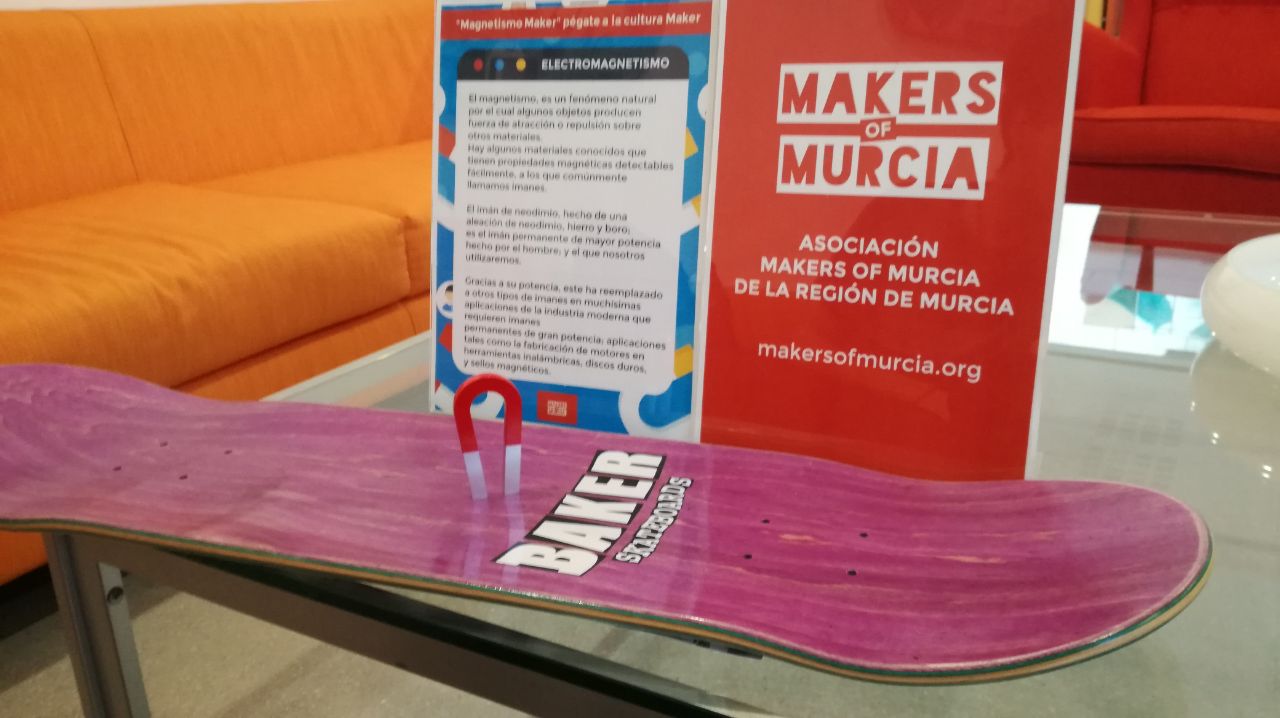 "Magnetismo Maker" pégate a la cultura Maker
ELECTROMAGNETISMO
El magnetismo, es un fenómeno natural
por el cual algunos objetos producen
fuerza de atracción o repulsión sobre
otros materiales.
Hay algunos materiales conocidos que
tienen propiedades magnéticas detectables
fácilmente, a los que comúnmente
llamamos imanes.
El imán de neodimio, hecho de una
aleación de neodimio, hierro y boro;
es el imán permanente de mayor potencia
hecho por el hombre; y el que nosotros
utilizaremos.
Gracias a su potencia, este ha reemplazado
a otros tipos de imanes en muchísimas
aplicaciones de la industria moderna que
requieren imanes
permanentes de gran potencia; aplicaciones
tales como la fabricación de motores en
herramientas inalámbricas, discos duros,
y sellos magnéticos.
MAKERS
OF
MURCIA
ASOCIACIÓN
MAKERS OF MURCIA
DE LA REGIÓN DE MURCIA
makersofmurcia.org
BAKER
SKATEBOARDS